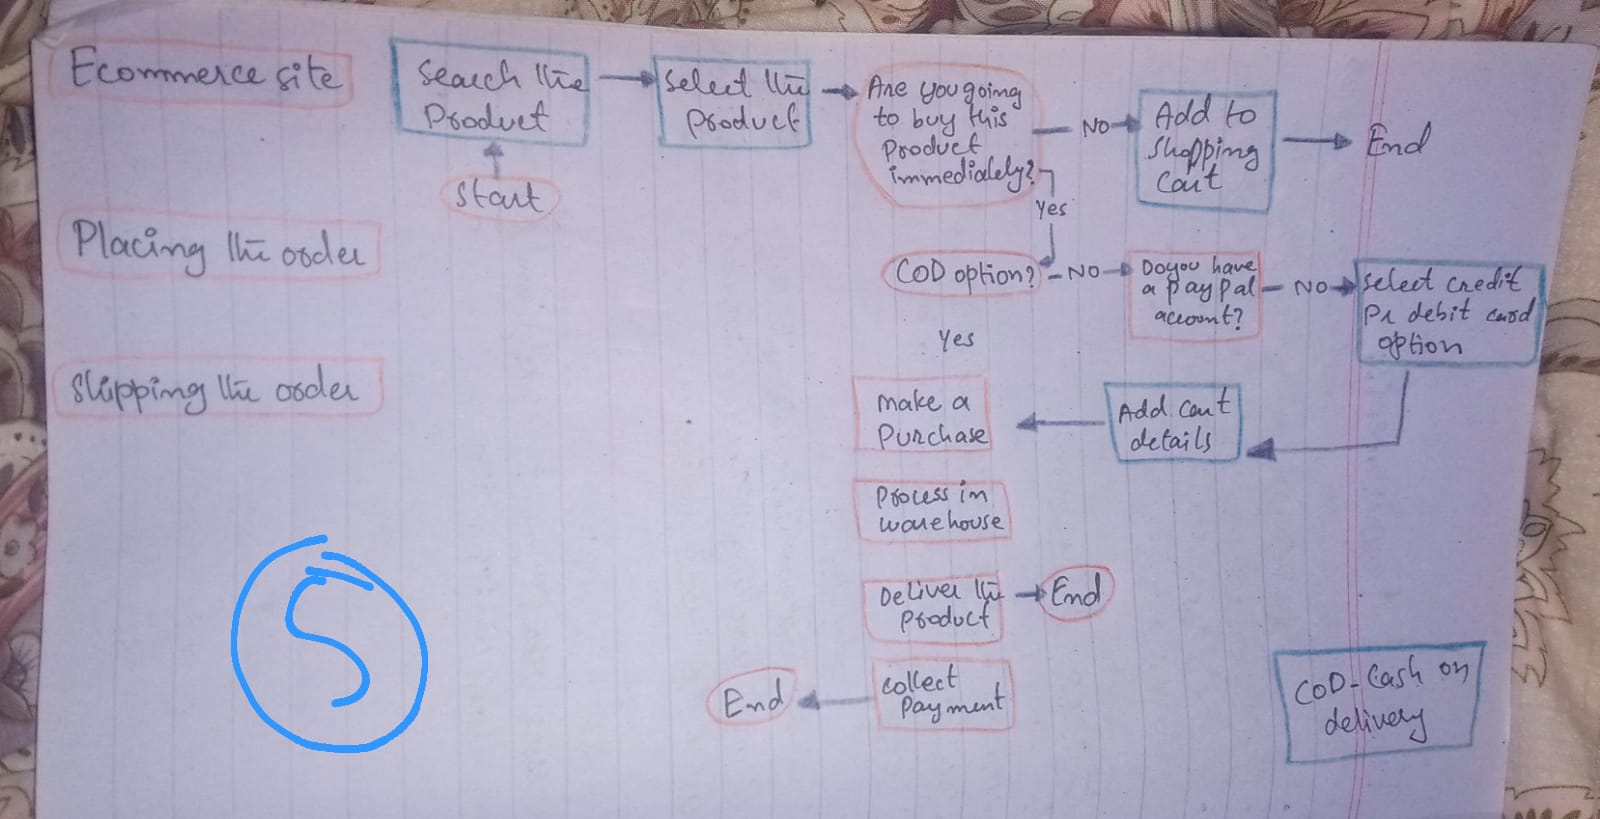 Ecommerce site
Search the
Product
Start
Select the
product
Are you going
to buy this
Product
immediately?
NO
Add to
Shopping
Cart
End
Yes
Placing the order
COD option?
NO
Do you have
a paypal
account?
NO
Select credit
Pr debit card
option
Yes
Shipping the order
Make a
Purchase
Add cart
details
Process in
warehouse
Deliver the
product
End
Collect
Payment
End
COD-Cash on
delivery
S